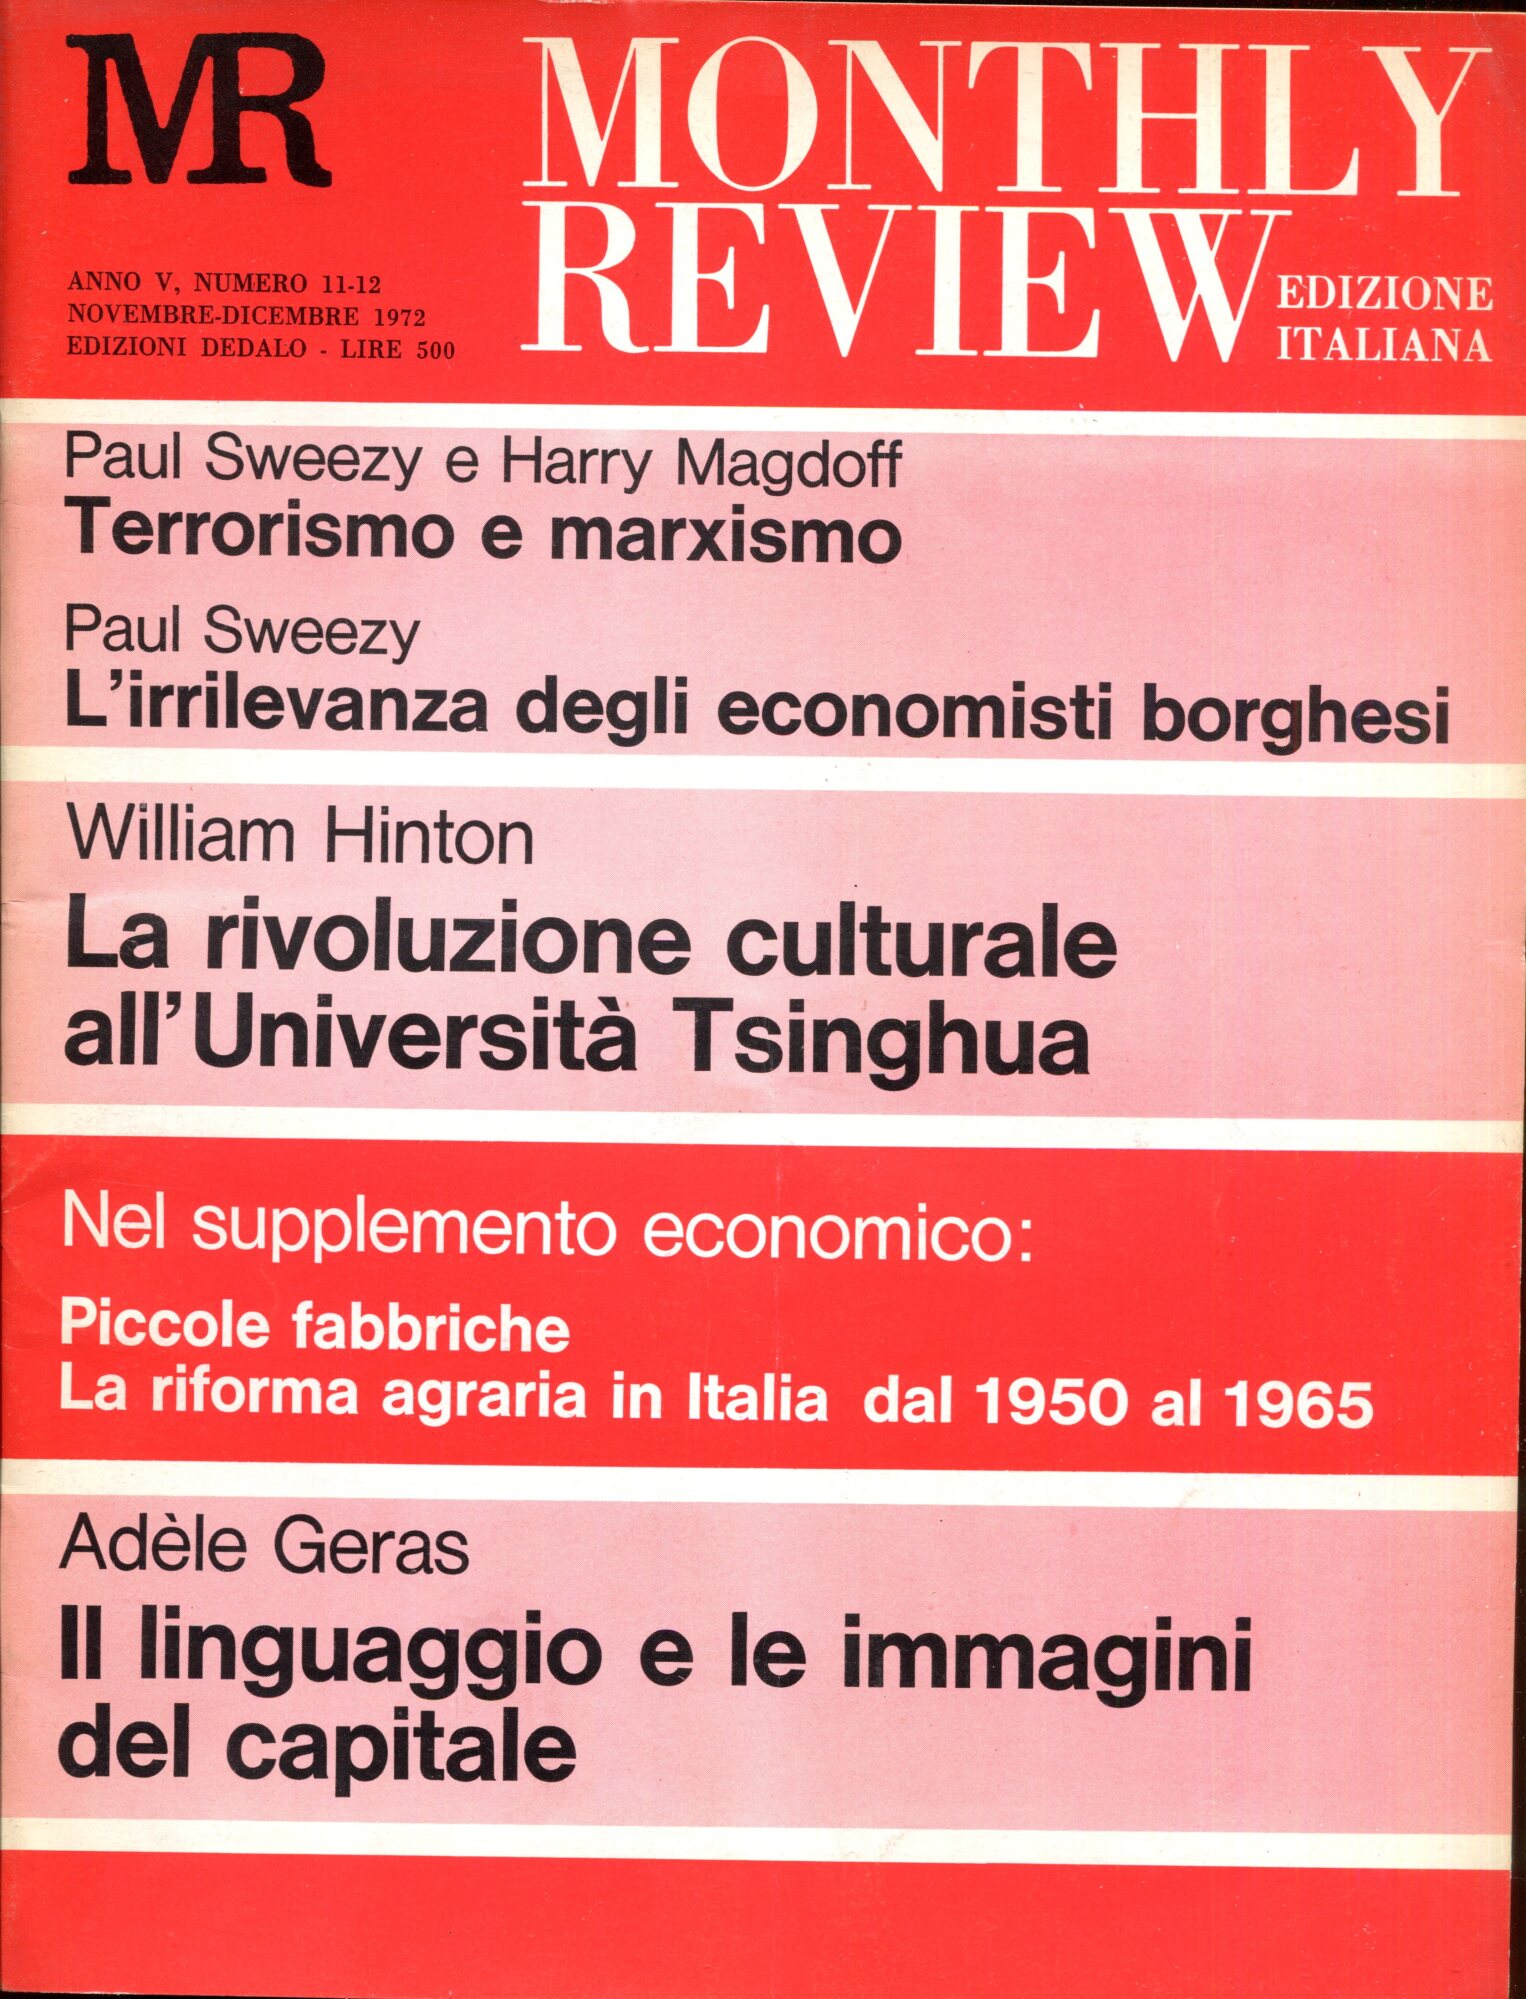 MR
MONTHLY
REVIEW
EDIZIONE
ITALIANA
ANNO V, NUMERO 11-12
NOVEMBRE-DICEMBRE 1972
EDIZIONI DEDALO - LIRE 500
Paul Sweezy e Harry Magdoff
Terrorismo e marxismo
Paul Sweezy
L'irrilevanza degli economisti borghesi
William Hinton
La rivoluzione culturale
all'Università Tsinghua
Nel supplemento economico:
Piccole fabbriche
La riforma agraria in Italia dal 1950 al 1965
Adèle Geras
Il linguaggio e le immagini
del capitale